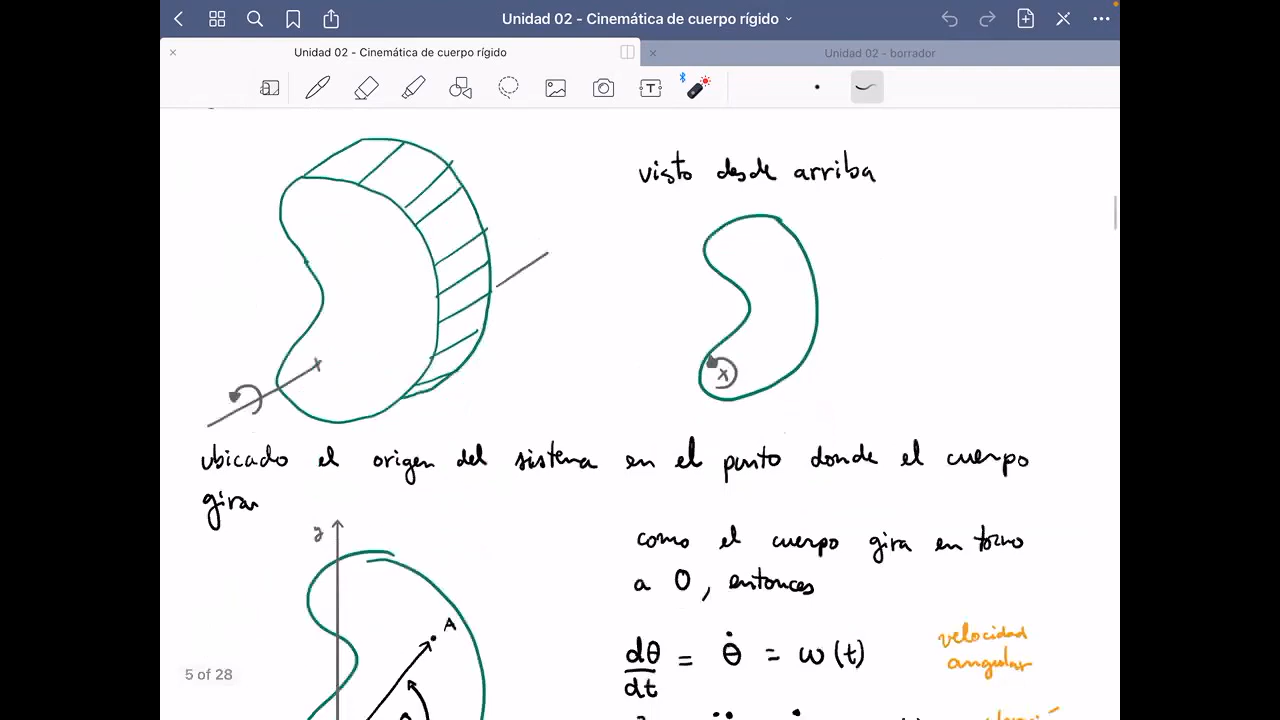 Unidad 02 - Cinemática de cuerpo rígido
Unidad 02 - Cinemática de cuerpo rígido
Unidad 02 - borrador
T
visto desde arriba
x
x
ubicado el origen del sistema en el punto donde el cuerpo
gira
y
A
como el cuerpo gira en torno
a O, entonces
dθ/dt = θ̇ = ω(t)
velocidad
angular
5 of 28